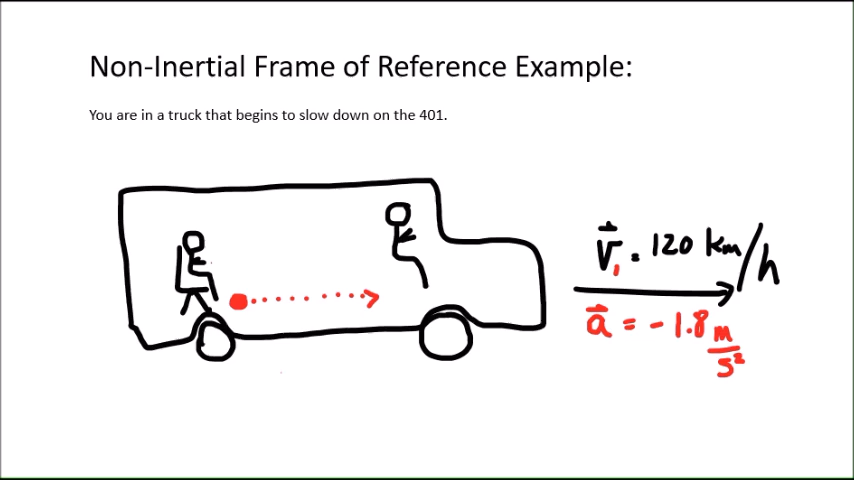 Non-Inertial Frame of Reference Example:
You are in a truck that begins to slow down on the 401.
v⃗₁ = 120 km/h
a⃗ = -1.8 m/s²